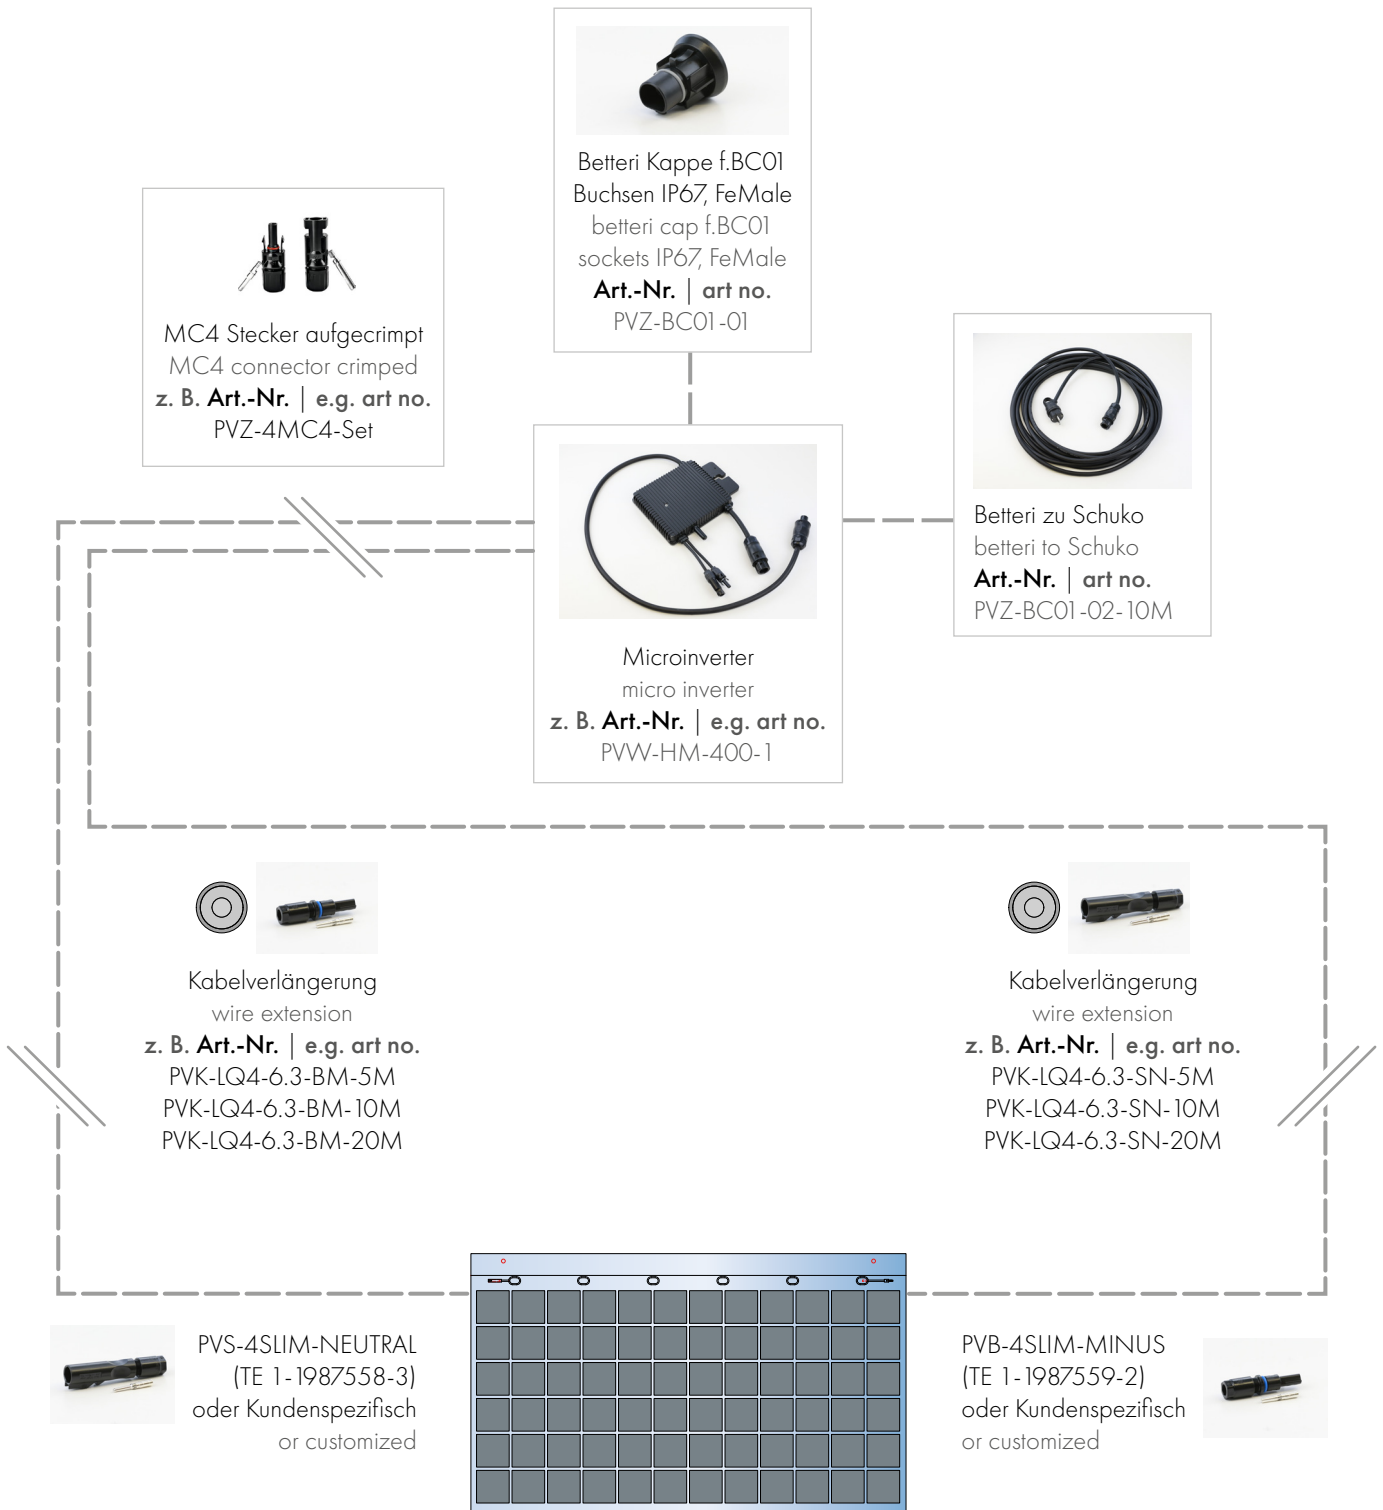 Betteri Kappe f.BC01
Buchsen IP67, FeMale
betteri cap f.BC01
sockets IP67, FeMale
Art.-Nr. | art no.
PVZ-BC01-01
MC4 Stecker aufgecrimpt
MC4 connector crimped
z. B. Art.-Nr. | e.g. art no.
PVZ-4MC4-Set
Betteri zu Schuko
betteri to Schuko
Art.-Nr. | art no.
PVZ-BC01-02-10M
Microinverter
micro inverter
z. B. Art.-Nr. | e.g. art no.
PVW-HM-400-1
Kabelverlängerung
wire extension
z. B. Art.-Nr. | e.g. art no.
PVK-LQ4-6.3-BM-5M
PVK-LQ4-6.3-BM-10M
PVK-LQ4-6.3-BM-20M
Kabelverlängerung
wire extension
z. B. Art.-Nr. | e.g. art no.
PVK-LQ4-6.3-SN-5M
PVK-LQ4-6.3-SN-10M
PVK-LQ4-6.3-SN-20M
PVS-4SLIM-NEUTRAL
(TE 1-1987558-3)
oder Kundenspezifisch
or customized
PVB-4SLIM-MINUS
(TE 1-1987559-2)
oder Kundenspezifisch
or customized